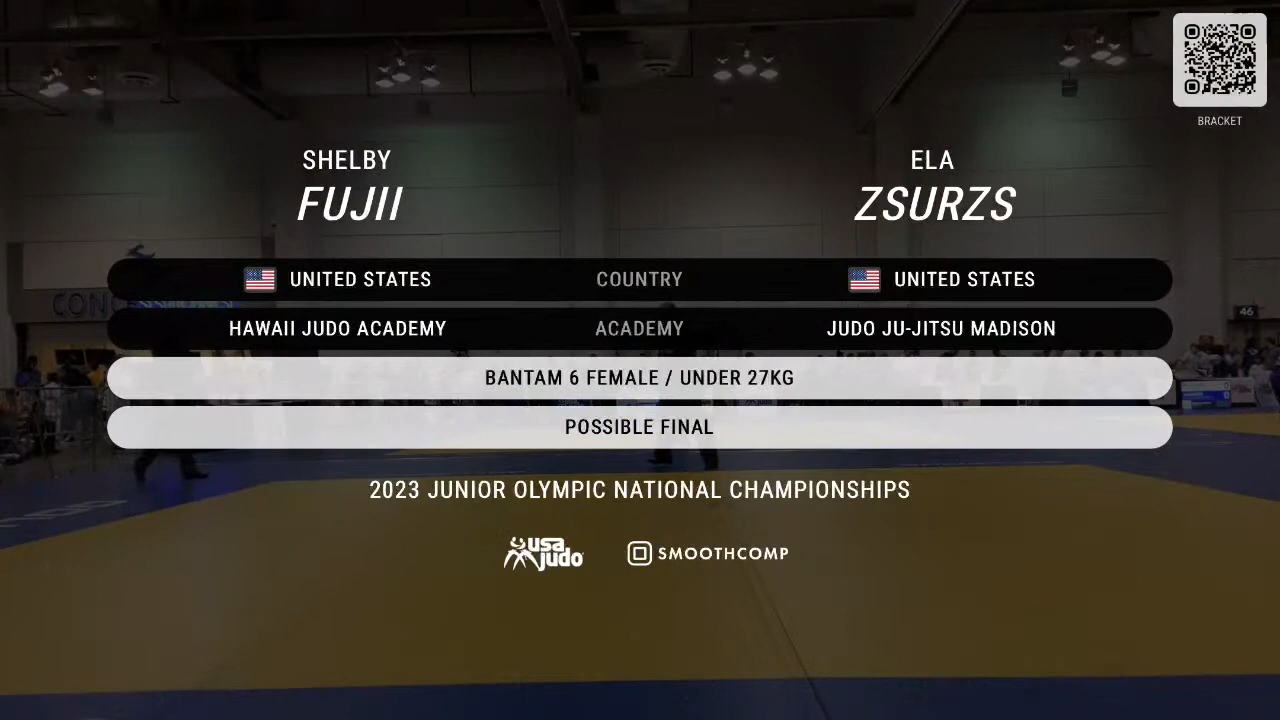 BRACKET
SHELBY
FUJII
ELA
ZSURZS
UNITED STATES COUNTRY UNITED STATES
HAWAII JUDO ACADEMY ACADEMY JUDO JU-JITSU MADISON
BANTAM 6 FEMALE / UNDER 27KG
POSSIBLE FINAL
2023 JUNIOR OLYMPIC NATIONAL CHAMPIONSHIPS
usa judo
SMOOTHCOMP
46